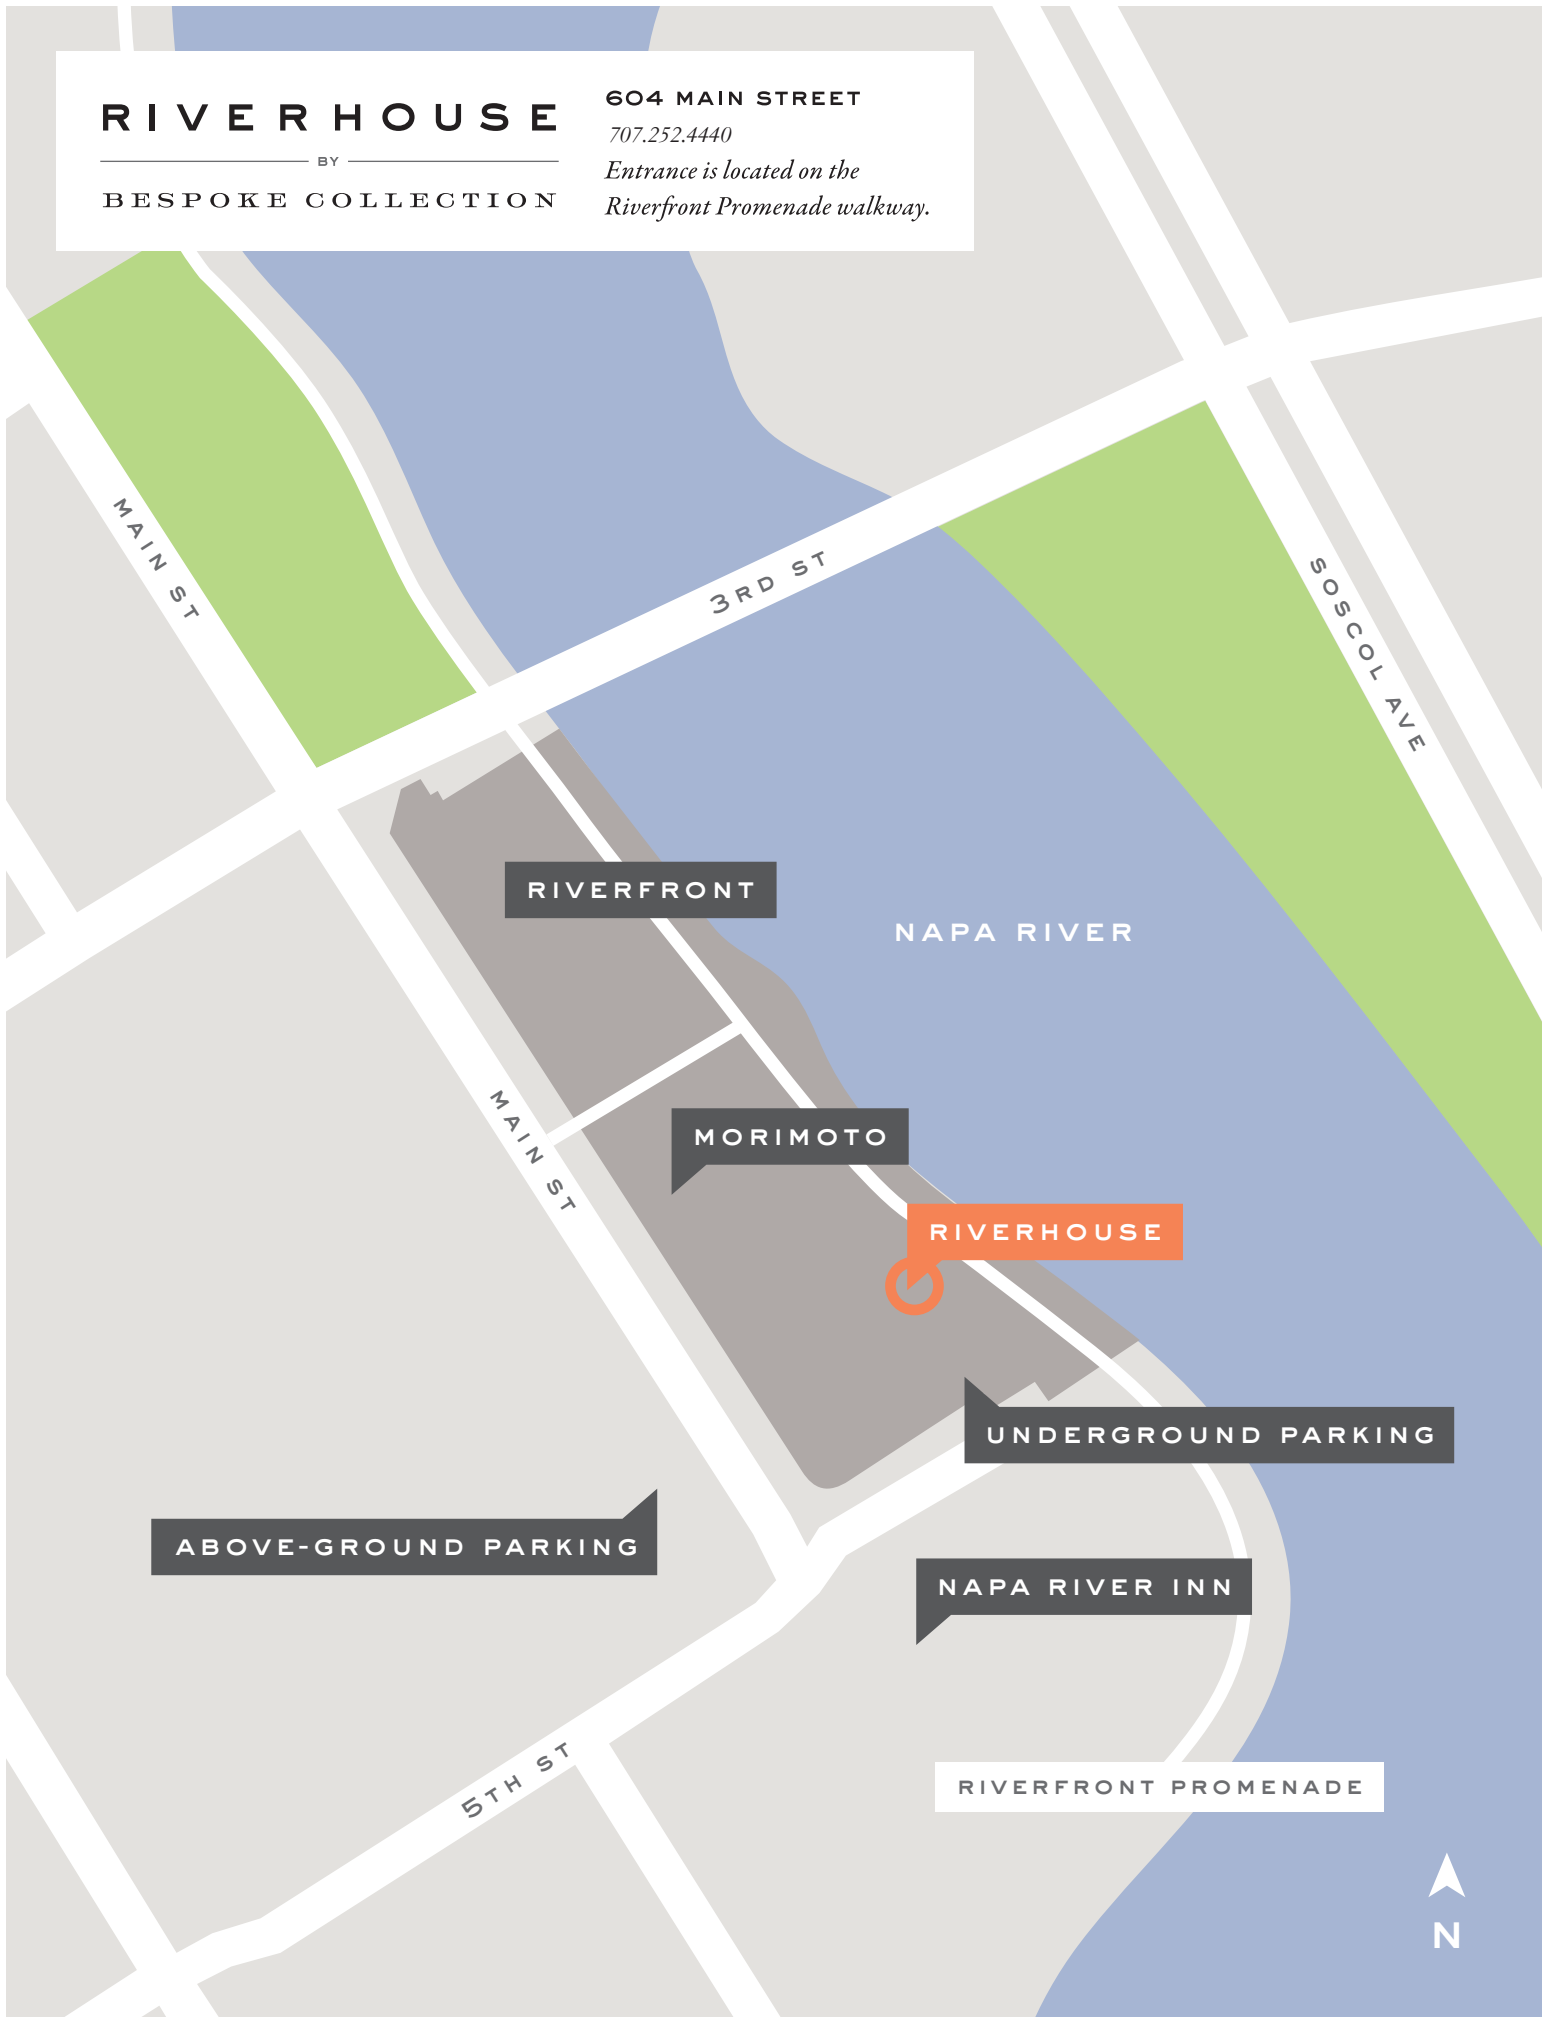 RIVERHOUSE
BY
BESPOKE COLLECTION
604 MAIN STREET
707.252.4440
Entrance is located on the
Riverfront Promenade walkway.
MAIN ST
3RD ST
SOSCOL AVE
RIVERFRONT
NAPA RIVER
MAIN ST
MORIMOTO
RIVERHOUSE
UNDERGROUND PARKING
ABOVE-GROUND PARKING
NAPA RIVER INN
5TH ST
RIVERFRONT PROMENADE
N